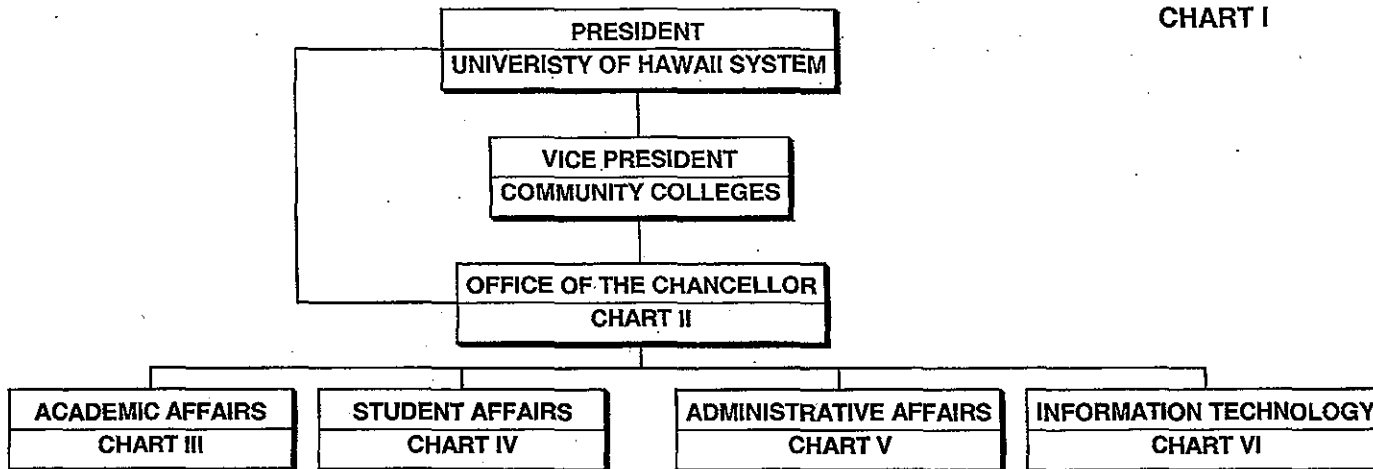 CHART I
PRESIDENT
UNIVERISTY OF HAWAII SYSTEM
VICE PRESIDENT
COMMUNITY COLLEGES
OFFICE OF THE CHANCELLOR
CHART II
ACADEMIC AFFAIRS
CHART III
STUDENT AFFAIRS
CHART IV
ADMINISTRATIVE AFFAIRS
CHART V
INFORMATION TECHNOLOGY
CHART VI